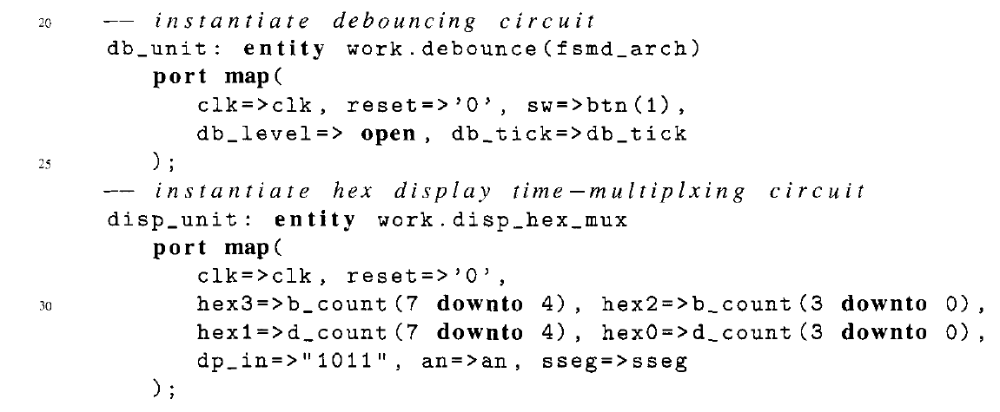 20 -- instantiate debouncing circuit
db_unit: entity work.debounce(fsmd_arch)
port map(
clk=>clk, reset=>'0', sw=>btn(1),
db_level=> open, db_tick=>db_tick
25 );
-- instantiate hex display time-multiplxing circuit
disp_unit: entity work.disp_hex_mux
port map(
clk=>clk, reset=>'0',
30 hex3=>b_count(7 downto 4), hex2=>b_count(3 downto 0),
hex1=>d_count(7 downto 4), hex0=>d_count(3 downto 0),
dp_in=>"1011", an=>an, sseg=>sseg
);